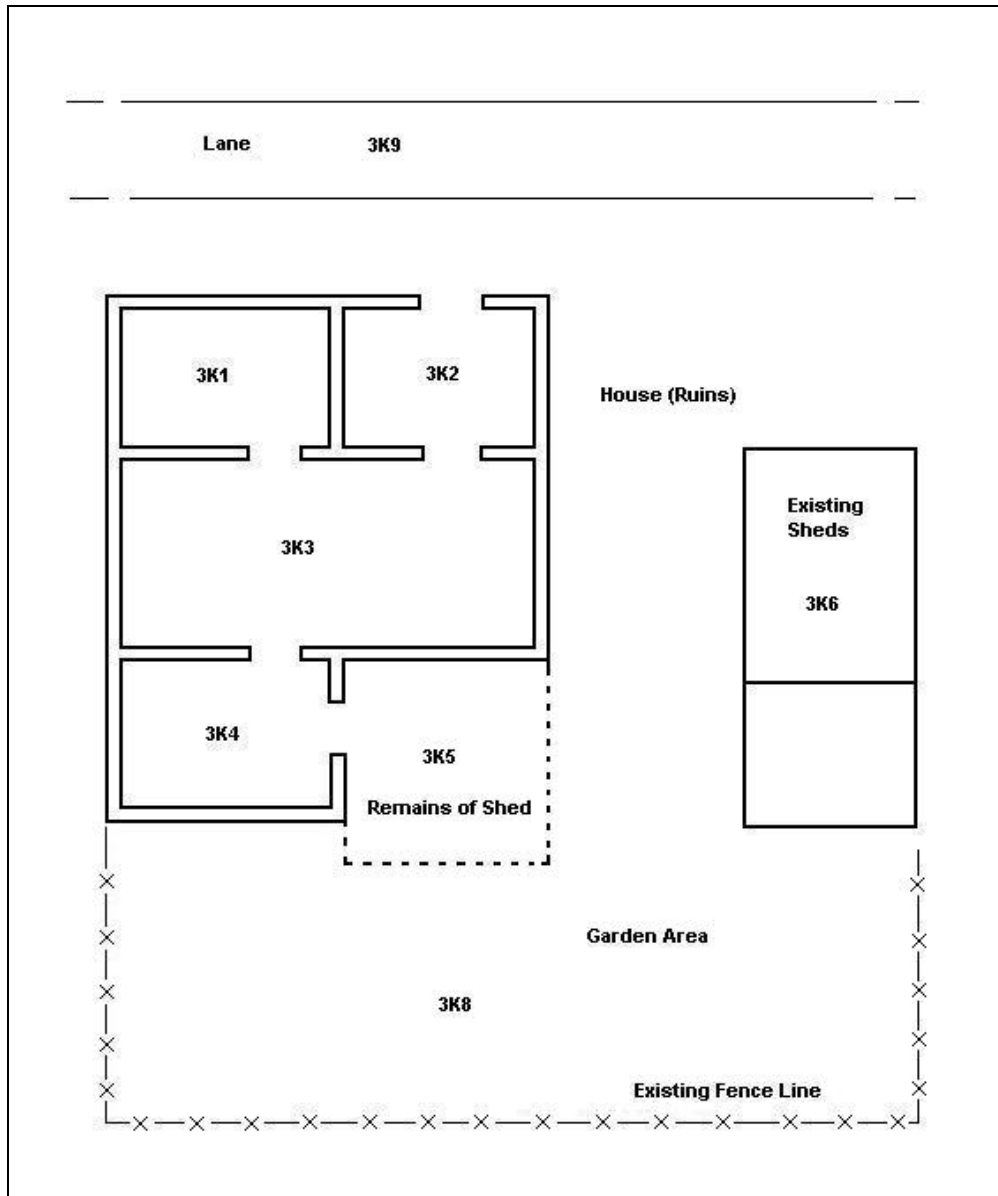 Lane 3K9
3K1
3K2
House (Ruins)
Existing
Sheds
3K3
3K6
3K4
3K5
Remains of Shed
Garden Area
3K8
Existing Fence Line